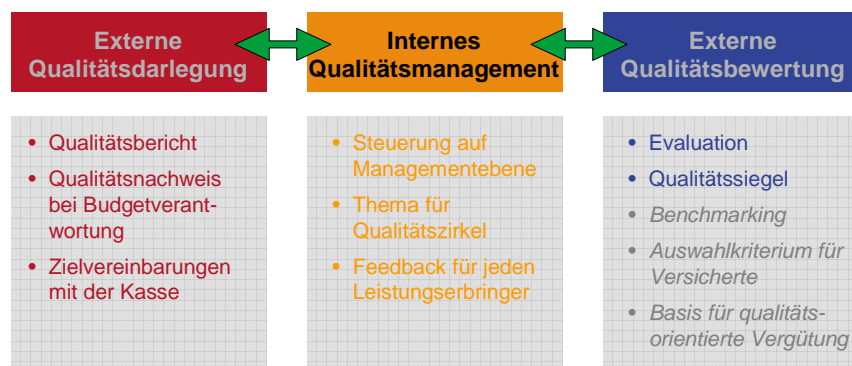 Externe
Qualitätsdarlegung
Internes
Qualitätsmanagement
Externe
Qualitätsbewertung
• Qualitätsbericht
• Qualitätsnachweis
bei Budgetverant-
wortung
• Zielvereinbarungen
mit der Kasse
• Steuerung auf
Managementebene
• Thema für
Qualitätszirkel
• Feedback für jeden
Leistungserbringer
• Evaluation
• Qualitätssiegel
• Benchmarking
• Auswahlkriterium für
Versicherte
• Basis für qualitäts-
orientierte Vergütung